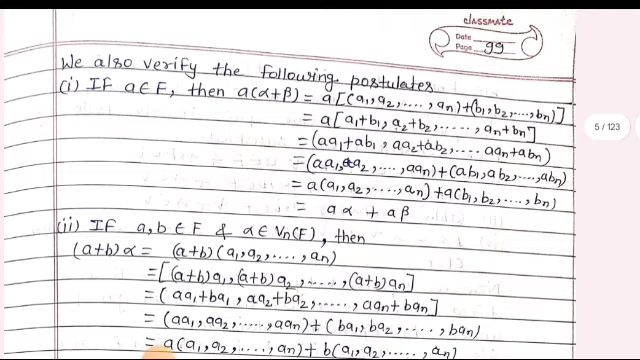 classmate
Date
Page 99
We also verify the following postulates
(i) If a∈F, then a(α+β) = a[(a₁, a₂, ...., aₙ)+(b₁, b₂, ...., bₙ)]
= a[a₁+b₁, a₂+b₂, ....., aₙ+bₙ]
= (aa₁+ab₁, aa₂+ab₂, ..... aaₙ+abₙ)
= (aa₁, aa₂, ...., aaₙ)+(ab₁, ab₂, ...., abₙ)
= a(a₁, a₂, ...., aₙ)+a(b₁, b₂, ...., bₙ)
= aα + aβ
5 / 123
(ii) If a, b ∈ F & α∈ Vₙ(F), then
(a+b)α = (a+b)(a₁, a₂, ...., aₙ)
= [(a+b)a₁, (a+b)a₂, ....., (a+b)aₙ]
= (aa₁+ba₁, aa₂+ba₂, ....., aaₙ+baₙ]
= (aa₁, aa₂, ....., aaₙ)+(ba₁, ba₂, ....., baₙ)
= a(a₁, a₂, ....., aₙ)+b(a₁, a₂, ....., aₙ)